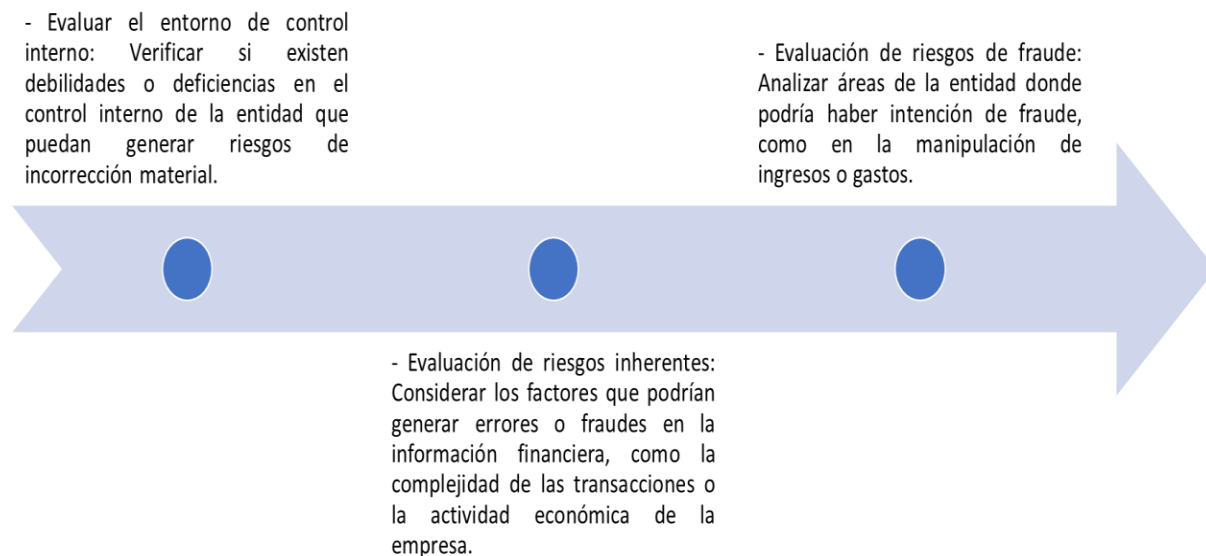 - Evaluar el entorno de control
interno: Verificar si existen
debilidades o deficiencias en el
control interno de la entidad que
puedan generar riesgos de
incorrección material.
- Evaluación de riesgos inherentes:
Considerar los factores que podrían
generar errores o fraudes en la
información financiera, como la
complejidad de las transacciones o
la actividad económica de la
empresa.
- Evaluación de riesgos de fraude:
Analizar áreas de la entidad donde
podría haber intención de fraude,
como en la manipulación de
ingresos o gastos.